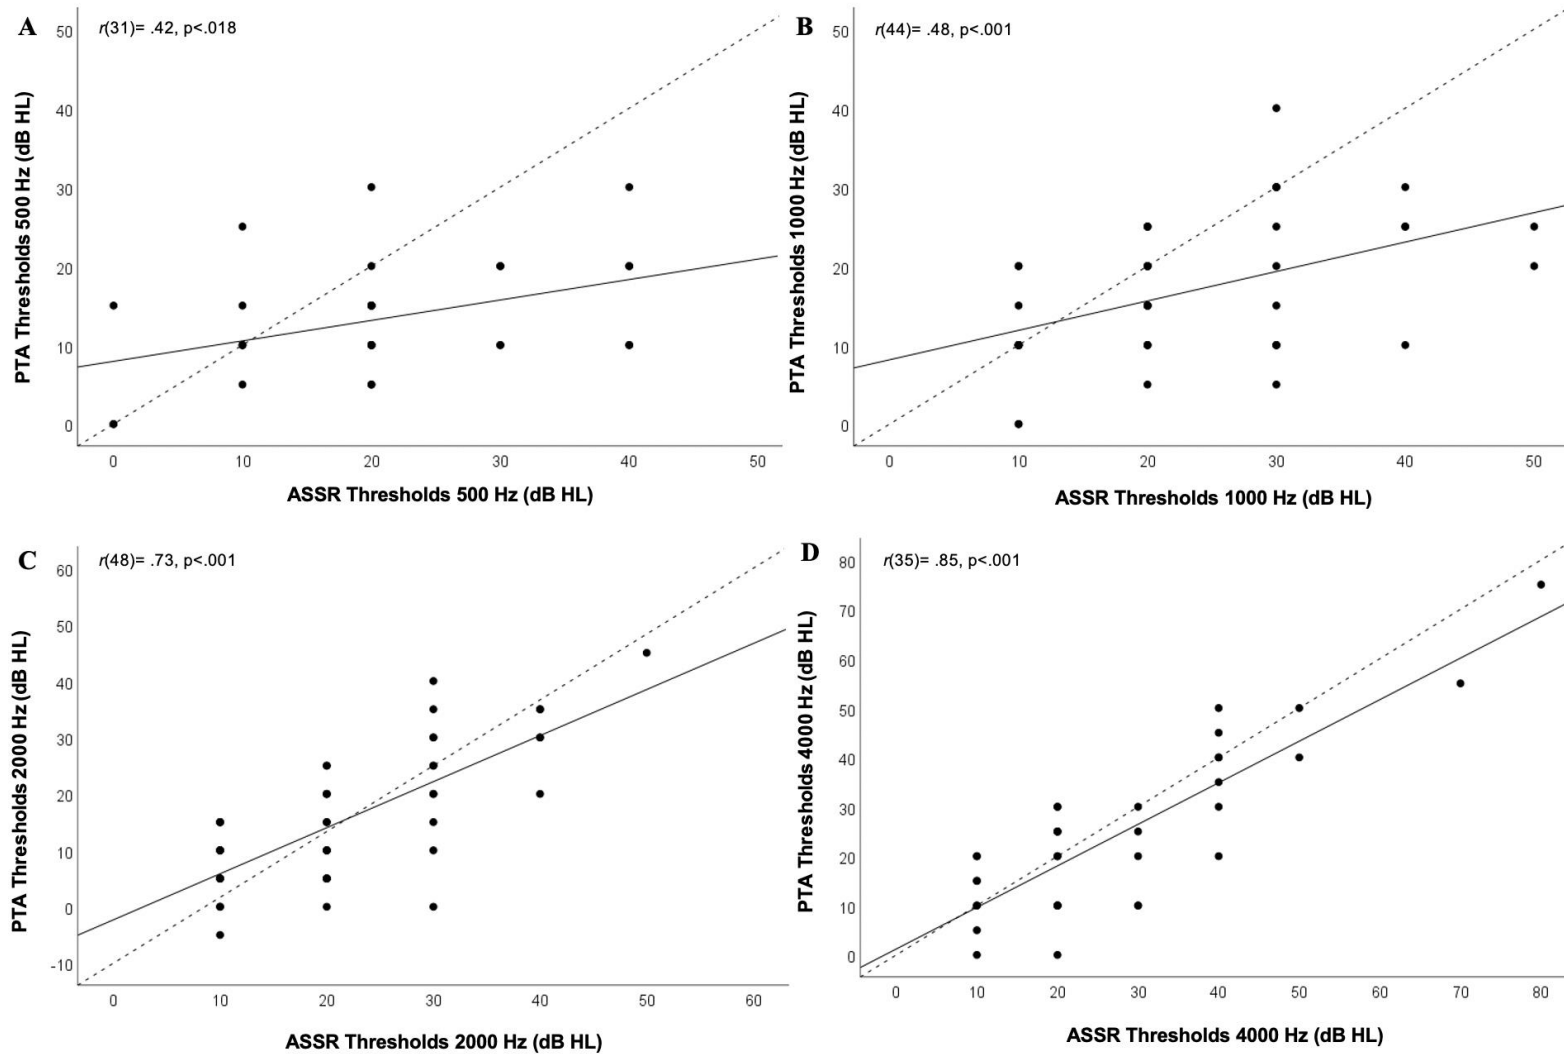 A
r(31)= .42, p<.018
PTA Thresholds 500 Hz (dB HL)
50
40
30
20
10
0
0 10 20 30 40 50
ASSR Thresholds 500 Hz (dB HL)
B
r(44)= .48, p<.001
PTA Thresholds 1000 Hz (dB HL)
50
40
30
20
10
0
0 10 20 30 40 50
ASSR Thresholds 1000 Hz (dB HL)
C
r(48)= .73, p<.001
PTA Thresholds 2000 Hz (dB HL)
60
50
40
30
20
10
0
-10
0 10 20 30 40 50 60
ASSR Thresholds 2000 Hz (dB HL)
D
r(35)= .85, p<.001
PTA Thresholds 4000 Hz (dB HL)
80
70
60
50
40
30
20
10
0
0 10 20 30 40 50 60 70 80
ASSR Thresholds 4000 Hz (dB HL)